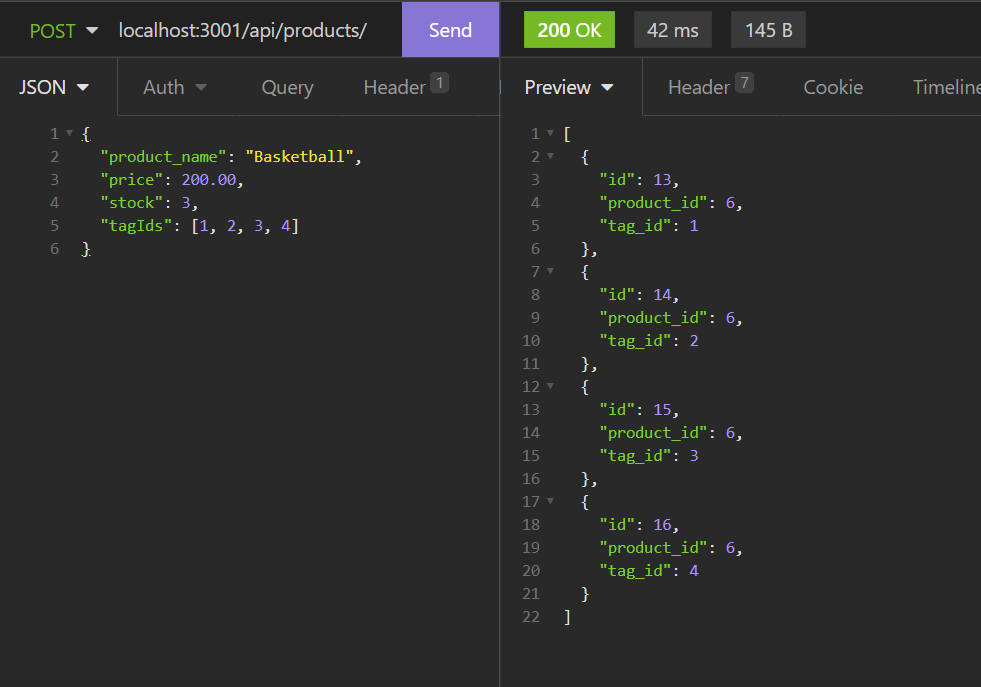 POST localhost:3001/api/products/ Send 200 OK 42 ms 145 B
JSON Auth Query Header 1 Preview Header 7 Cookie Timeline
1 {
2 "product_name": "Basketball",
3 "price": 200.00,
4 "stock": 3,
5 "tagIds": [1, 2, 3, 4]
6 }
1 [
2 {
3 "id": 13,
4 "product_id": 6,
5 "tag_id": 1
6 },
7 {
8 "id": 14,
9 "product_id": 6,
10 "tag_id": 2
11 },
12 {
13 "id": 15,
14 "product_id": 6,
15 "tag_id": 3
16 },
17 {
18 "id": 16,
19 "product_id": 6,
20 "tag_id": 4
21 }
22 ]